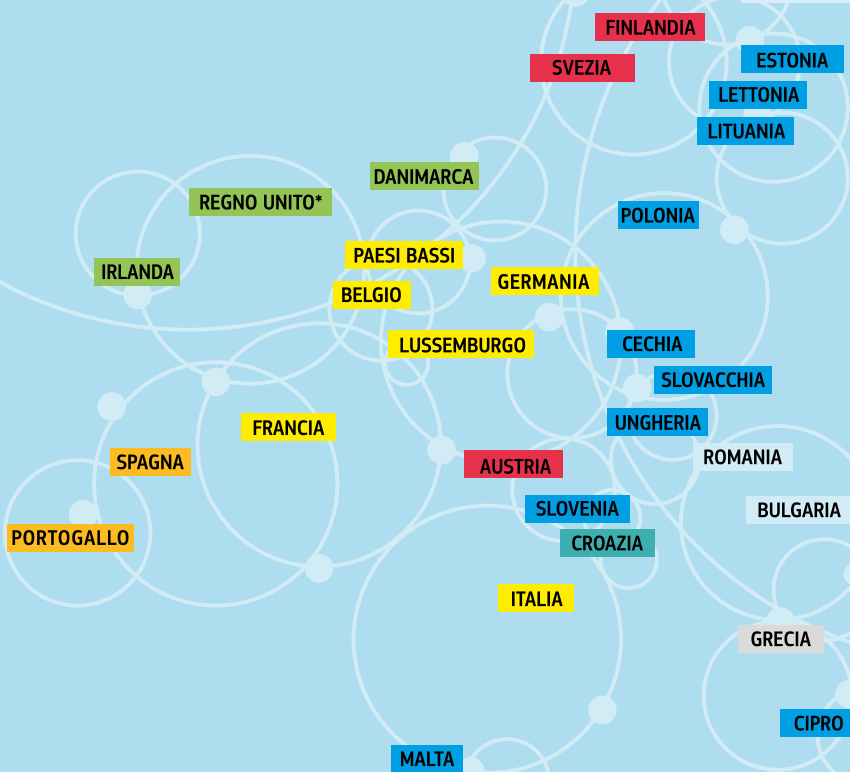 FINLANDIA
ESTONIA
SVEZIA
LETTONIA
LITUANIA
DANIMARCA
REGNO UNITO*
POLONIA
PAESI BASSI
IRLANDA
GERMANIA
BELGIO
LUSSEMBURGO
CECHIA
SLOVACCHIA
UNGHERIA
FRANCIA
ROMANIA
SPAGNA
AUSTRIA
SLOVENIA
BULGARIA
PORTOGALLO
CROAZIA
ITALIA
GRECIA
CIPRO
MALTA